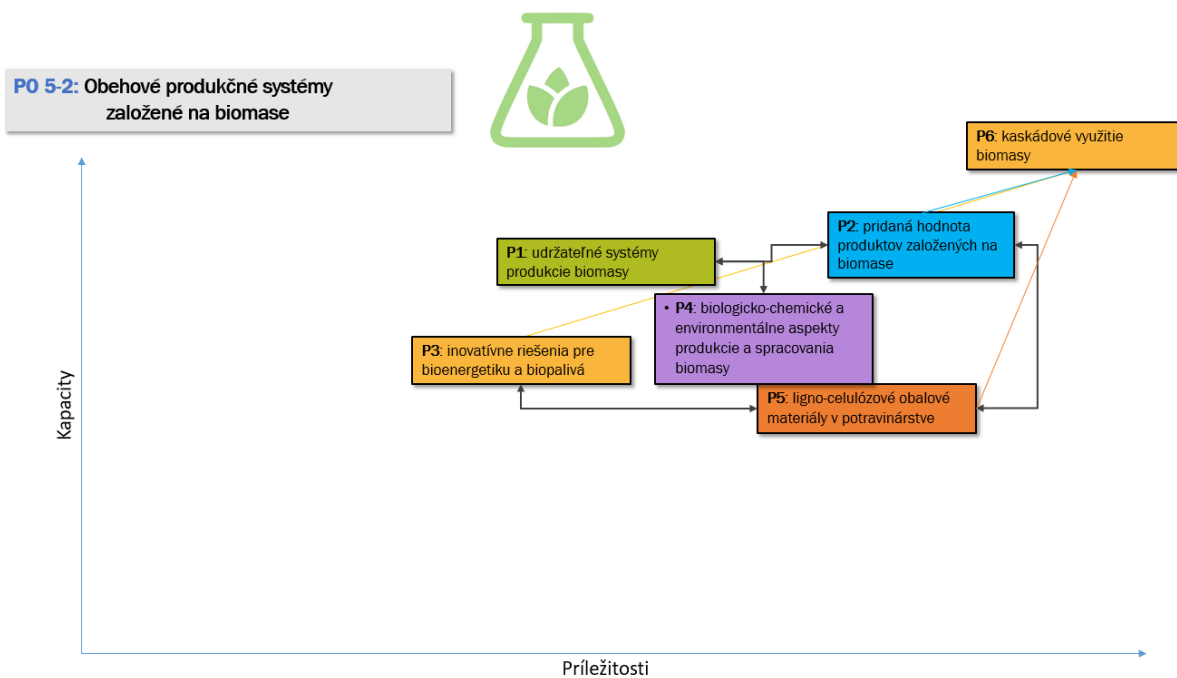 PO 5-2: Obehové produkčné systémy
založené na biomase
P6: kaskádové využitie
biomasy
P2: pridaná hodnota
produktov založených na
biomase
P1: udržateľné systémy
produkcie biomasy
• P4: biologicko-chemické a
environmentálne aspekty
produkcie a spracovania
biomasy
P3: inovatívne riešenia pre
bioenergetiku a biopalivá
P5: ligno-celulózové obalové
materiály v potravinárstve
Kapacity
Príležitosti